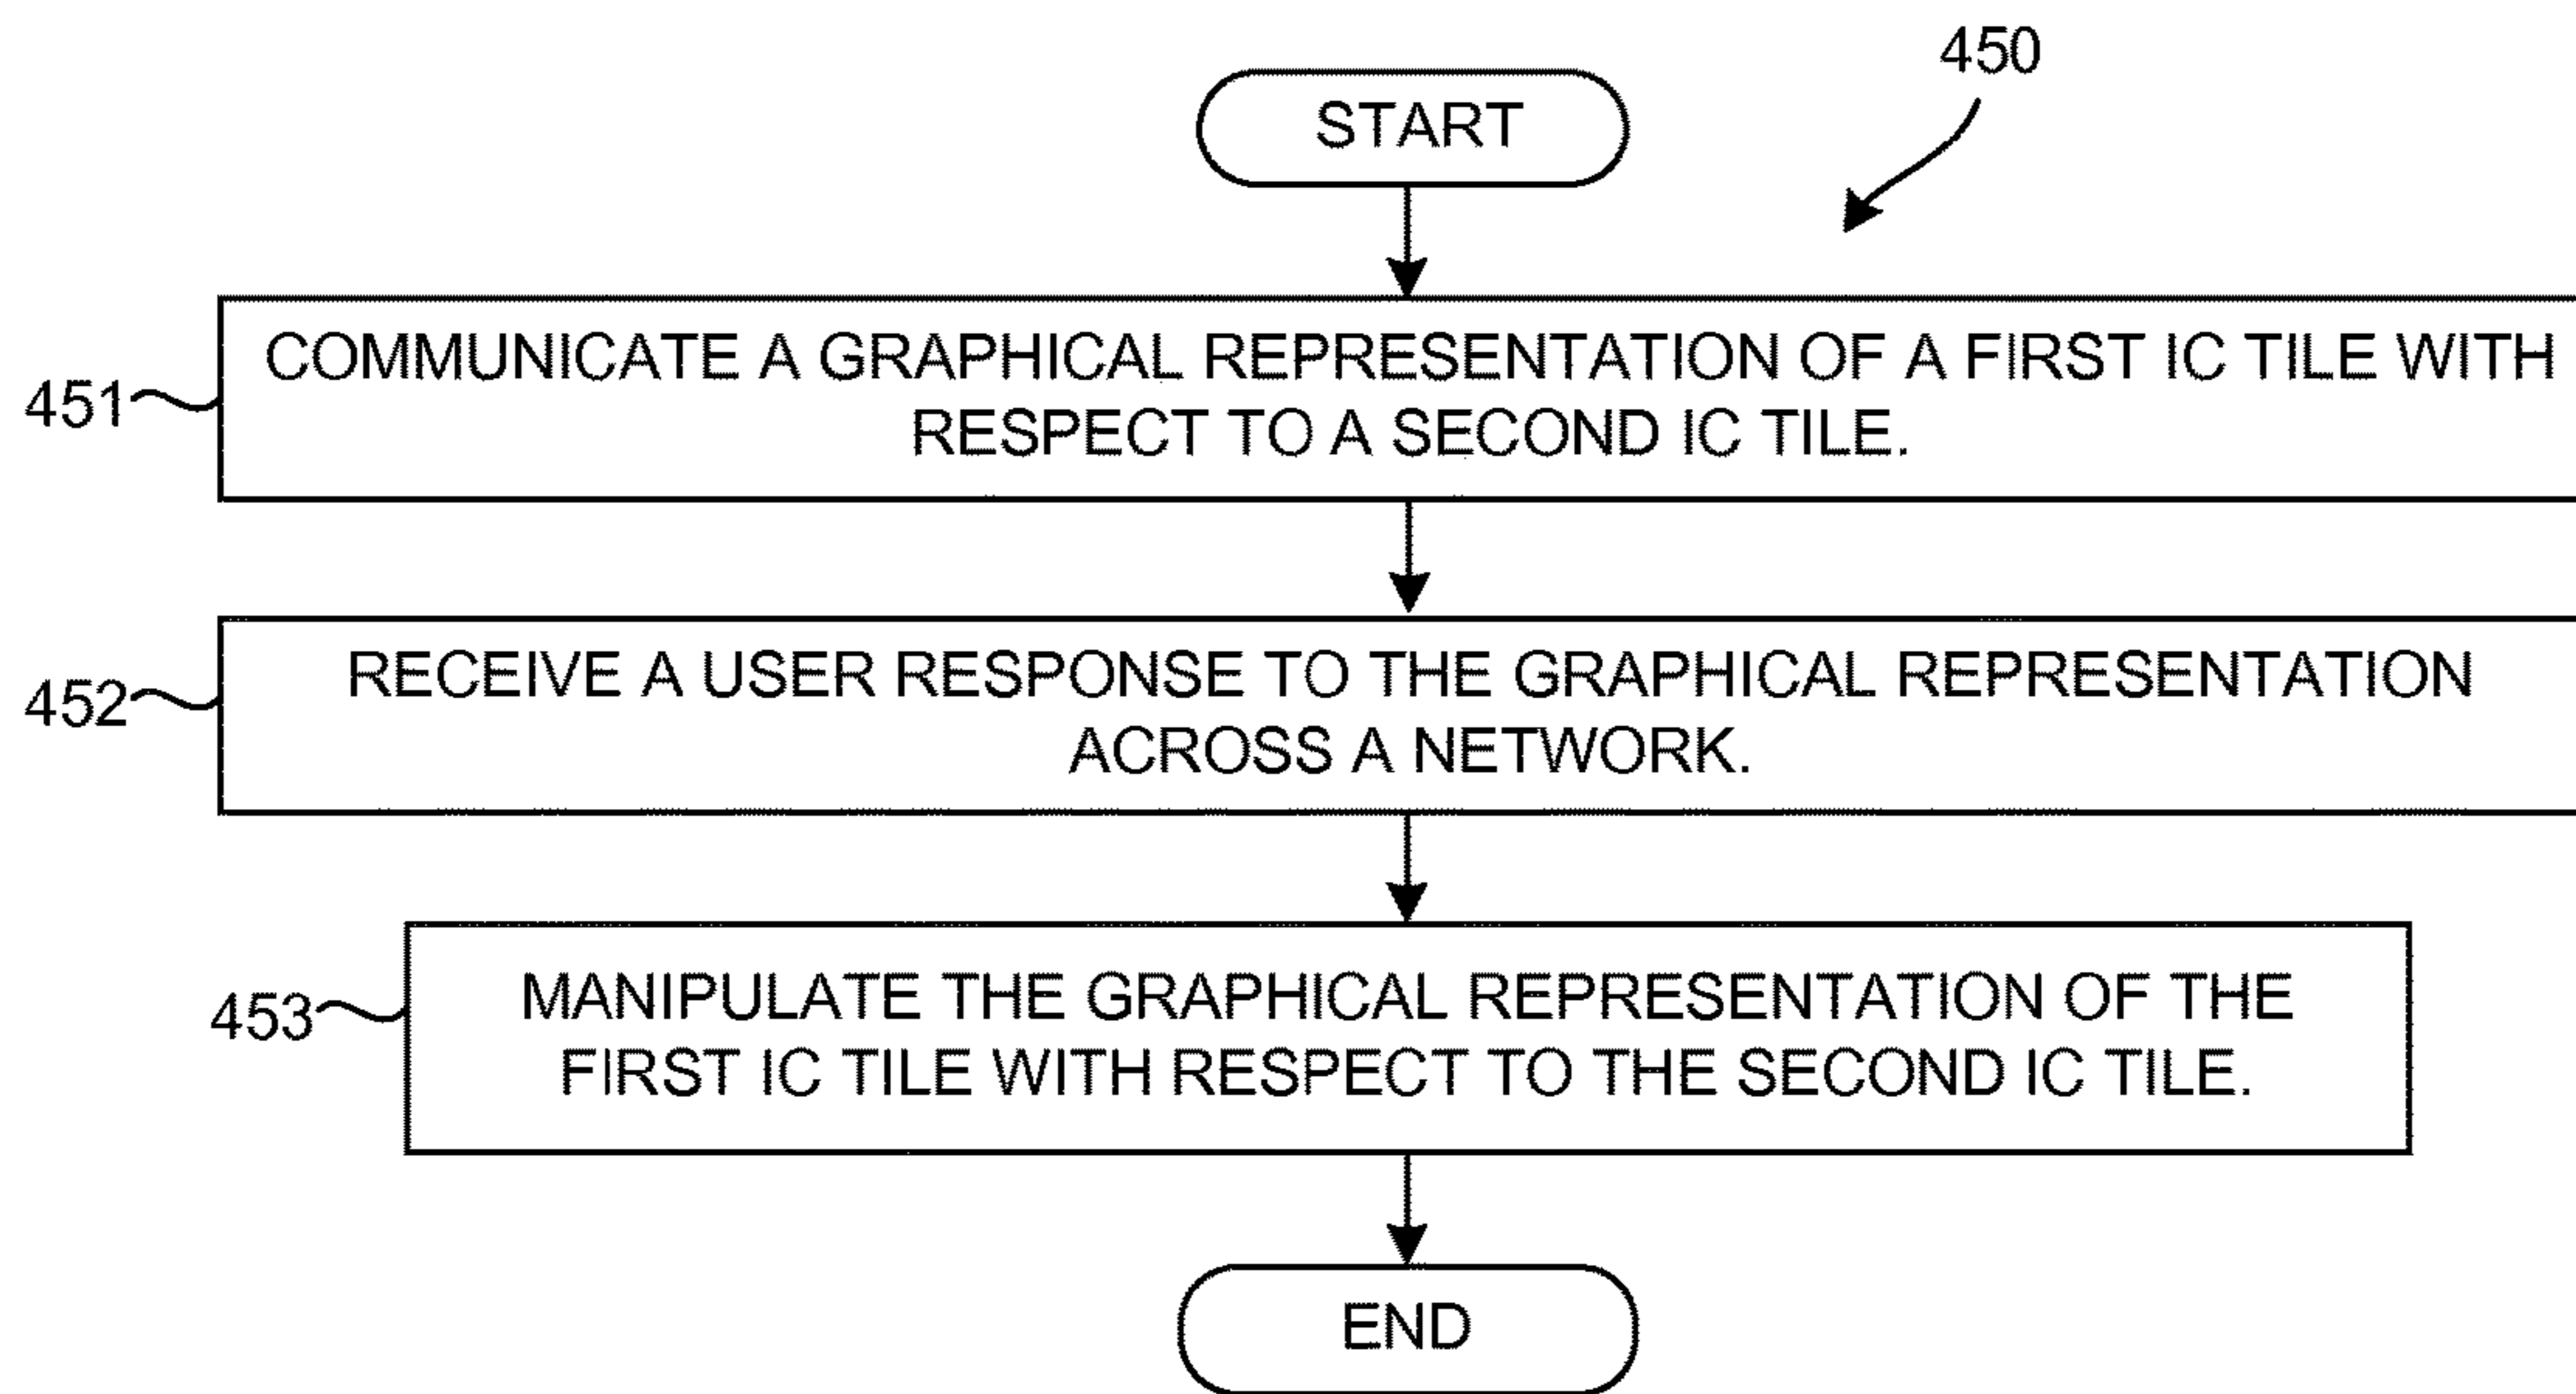 450
START
451
COMMUNICATE A GRAPHICAL REPRESENTATION OF A FIRST IC TILE WITH
RESPECT TO A SECOND IC TILE.
452
RECEIVE A USER RESPONSE TO THE GRAPHICAL REPRESENTATION
ACROSS A NETWORK.
453
MANIPULATE THE GRAPHICAL REPRESENTATION OF THE
FIRST IC TILE WITH RESPECT TO THE SECOND IC TILE.
END